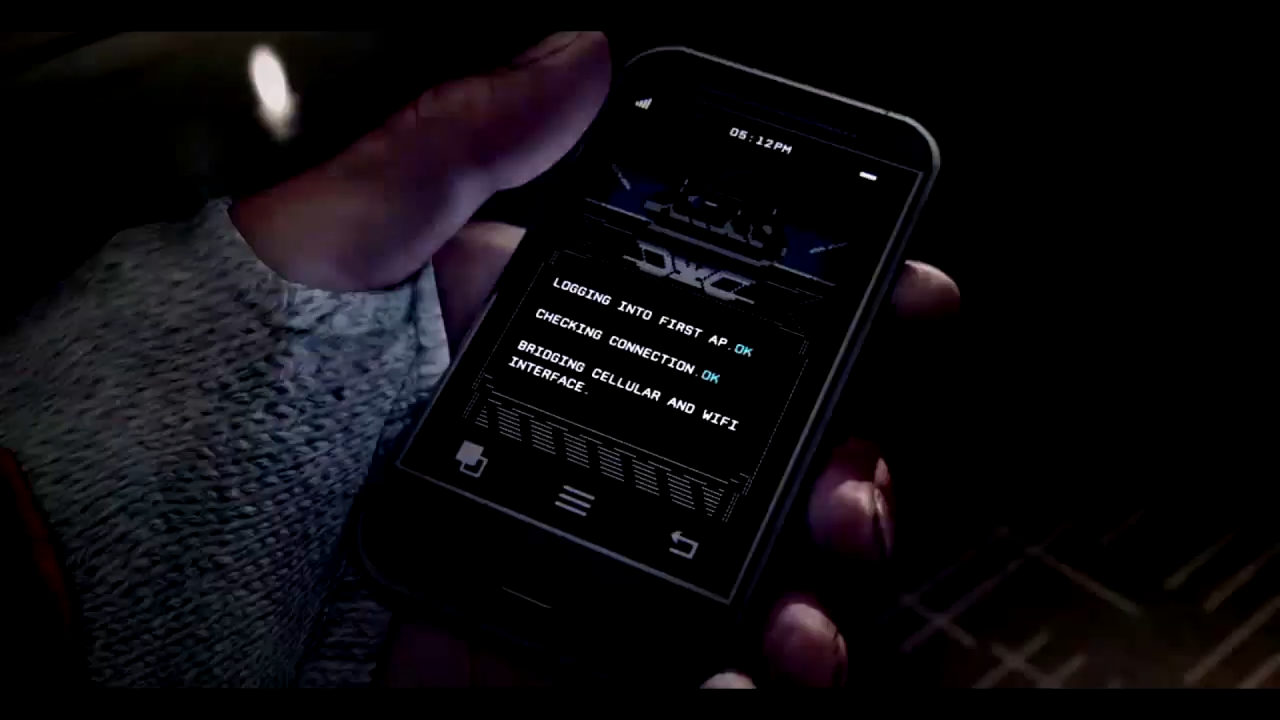 05:12PM
LOGGING INTO FIRST AP.OK
CHECKING CONNECTION.OK
BRIDGING CELLULAR AND WIFI
INTERFACE.